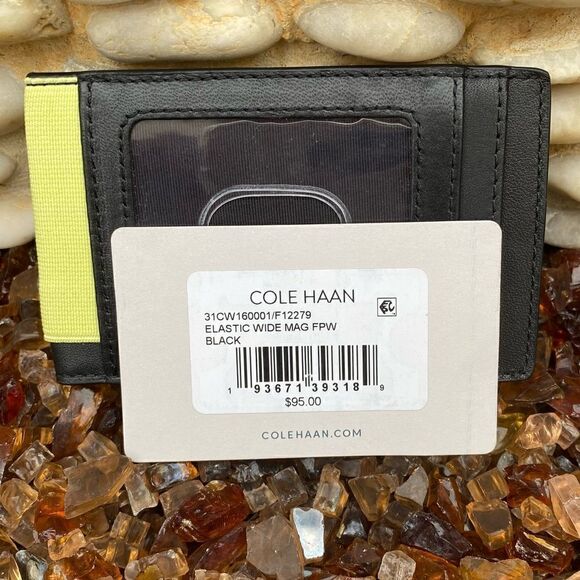 COLE HAAN
31CW160001/F12279
ELASTIC WIDE MAG FPW
BLACK
1 93671 39318 9
$95.00
COLEHAAN.COM